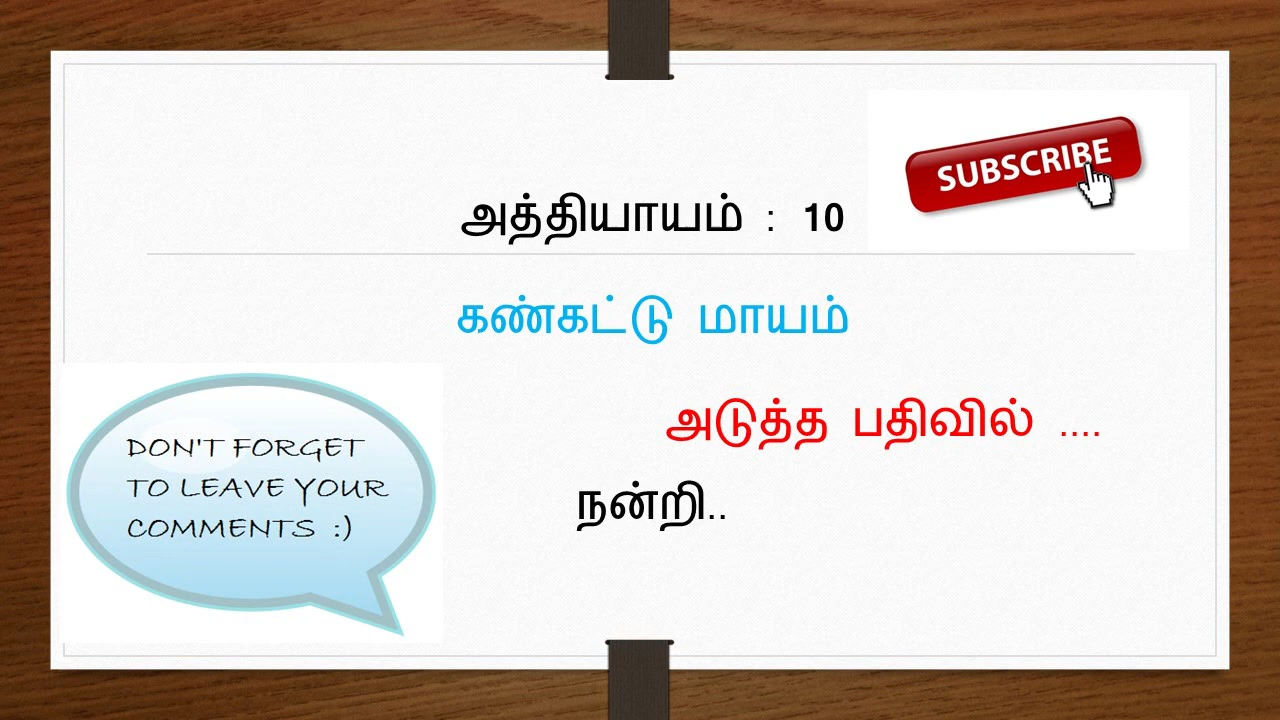 SUBSCRIBE
அத்தியாயம் : 10
கண்கட்டு மாயம்
அடுத்த பதிவில் ....
நன்றி..
DON'T FORGET
TO LEAVE YOUR
COMMENTS :)